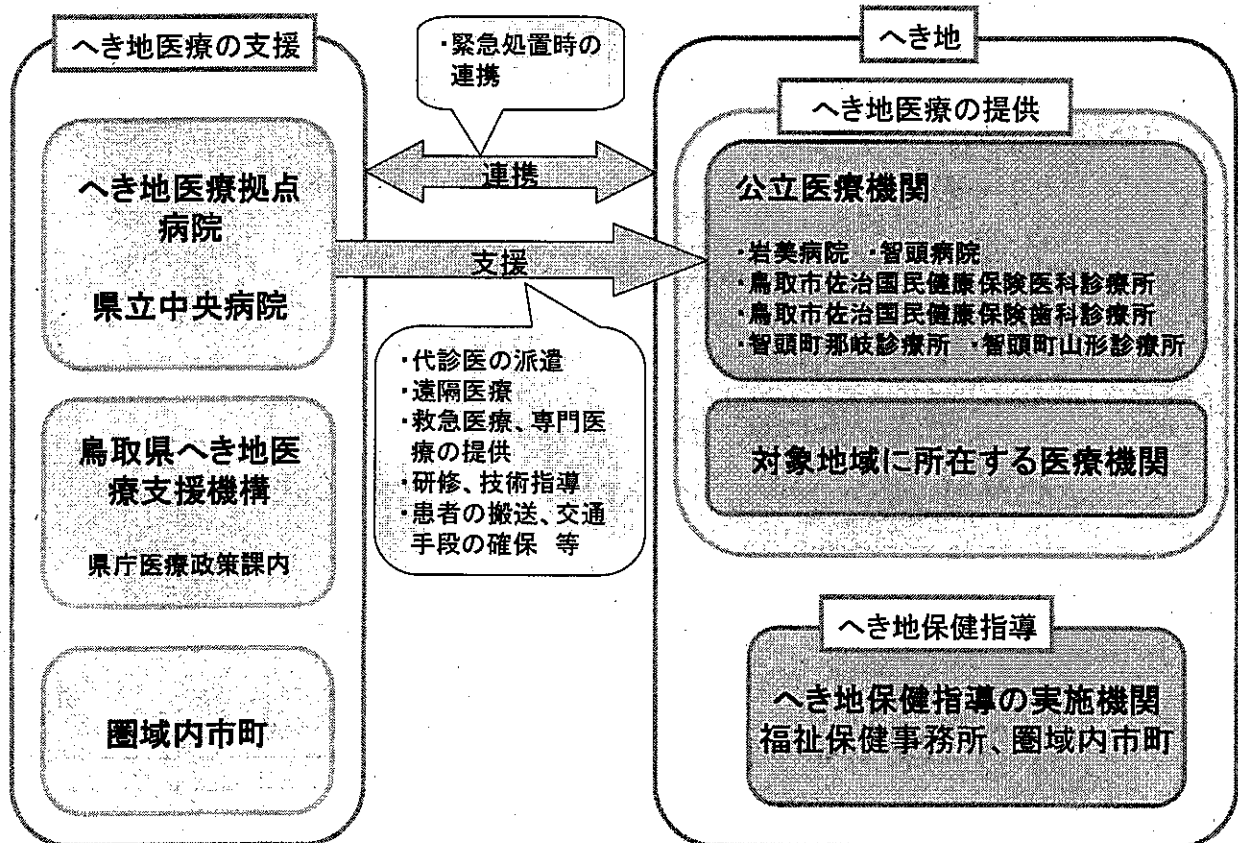 へき地医療の支援
へき地医療拠点
病院
県立中央病院
鳥取県へき地医
療支援機構
県庁医療政策課内
圏域内市町
・緊急処置時の
連携
連携
支援
・代診医の派遣
・遠隔医療
・救急医療、専門医
療の提供
・研修、技術指導
・患者の搬送、交通
手段の確保 等
へき地
へき地医療の提供
公立医療機関
・岩美病院 ・智頭病院
・鳥取市佐治国民健康保険医科診療所
・鳥取市佐治国民健康保険歯科診療所
・智頭町那岐診療所 ・智頭町山形診療所
対象地域に所在する医療機関
へき地保健指導
へき地保健指導の実施機関
福祉保健事務所、圏域内市町